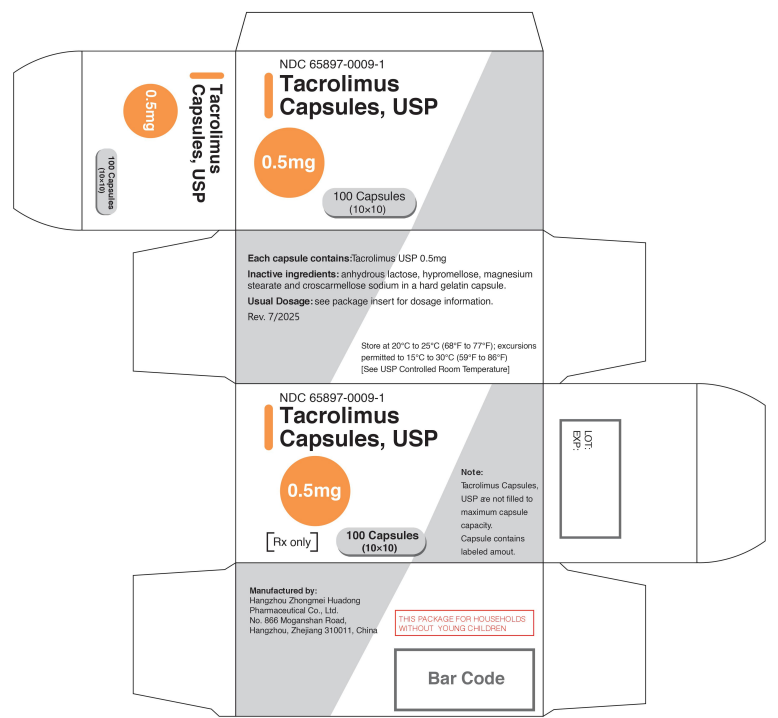 Tacrolimus
Capsules, USP
0.5mg
100 Capsules
(10×10)
NDC 65897-0009-1
Tacrolimus
Capsules, USP
0.5mg
100 Capsules
(10×10)
Each capsule contains:Tacrolimus USP 0.5mg
Inactive ingredients: anhydrous lactose, hypromellose, magnesium
stearate and croscarmellose sodium in a hard gelatin capsule.
Usual Dosage: see package insert for dosage information.
Rev. 7/2025
Store at 20°C to 25°C (68°F to 77°F); excursions
permitted to 15°C to 30°C (59°F to 86°F)
[See USP Controlled Room Temperature]
NDC 65897-0009-1
Tacrolimus
Capsules, USP
0.5mg
[Rx only]
100 Capsules
(10×10)
Note:
Tacrolimus Capsules,
USP are not filled to
maximum capsule
capacity.
Capsule contains
labeled amout.
LOT:
EXP:
Manufactured by:
Hangzhou Zhongmei Huadong
Pharmaceutical Co., Ltd.
No. 866 Moganshan Road,
Hangzhou, Zhejiang 310011, China
THIS PACKAGE FOR HOUSEHOLDS
WITHOUT YOUNG CHILDREN
Bar Code